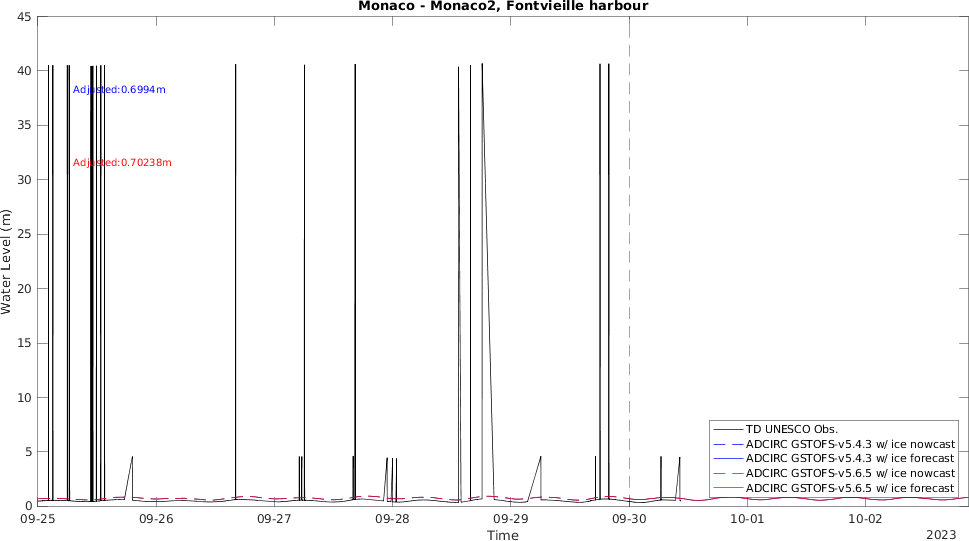 Monaco - Monaco2, Fontvieille harbour
45
40
35
30
25
20
15
10
5
0
Water Level (m)
Adjusted:0.6994m
Adjusted:0.70238m
TD UNESCO Obs.
ADCIRC GSTOFS-v5.4.3 w/ ice nowcast
ADCIRC GSTOFS-v5.4.3 w/ ice forecast
ADCIRC GSTOFS-v5.6.5 w/ ice nowcast
ADCIRC GSTOFS-v5.6.5 w/ ice forecast
09-25 09-26 09-27 09-28 09-29 09-30 10-01 10-02
Time
2023